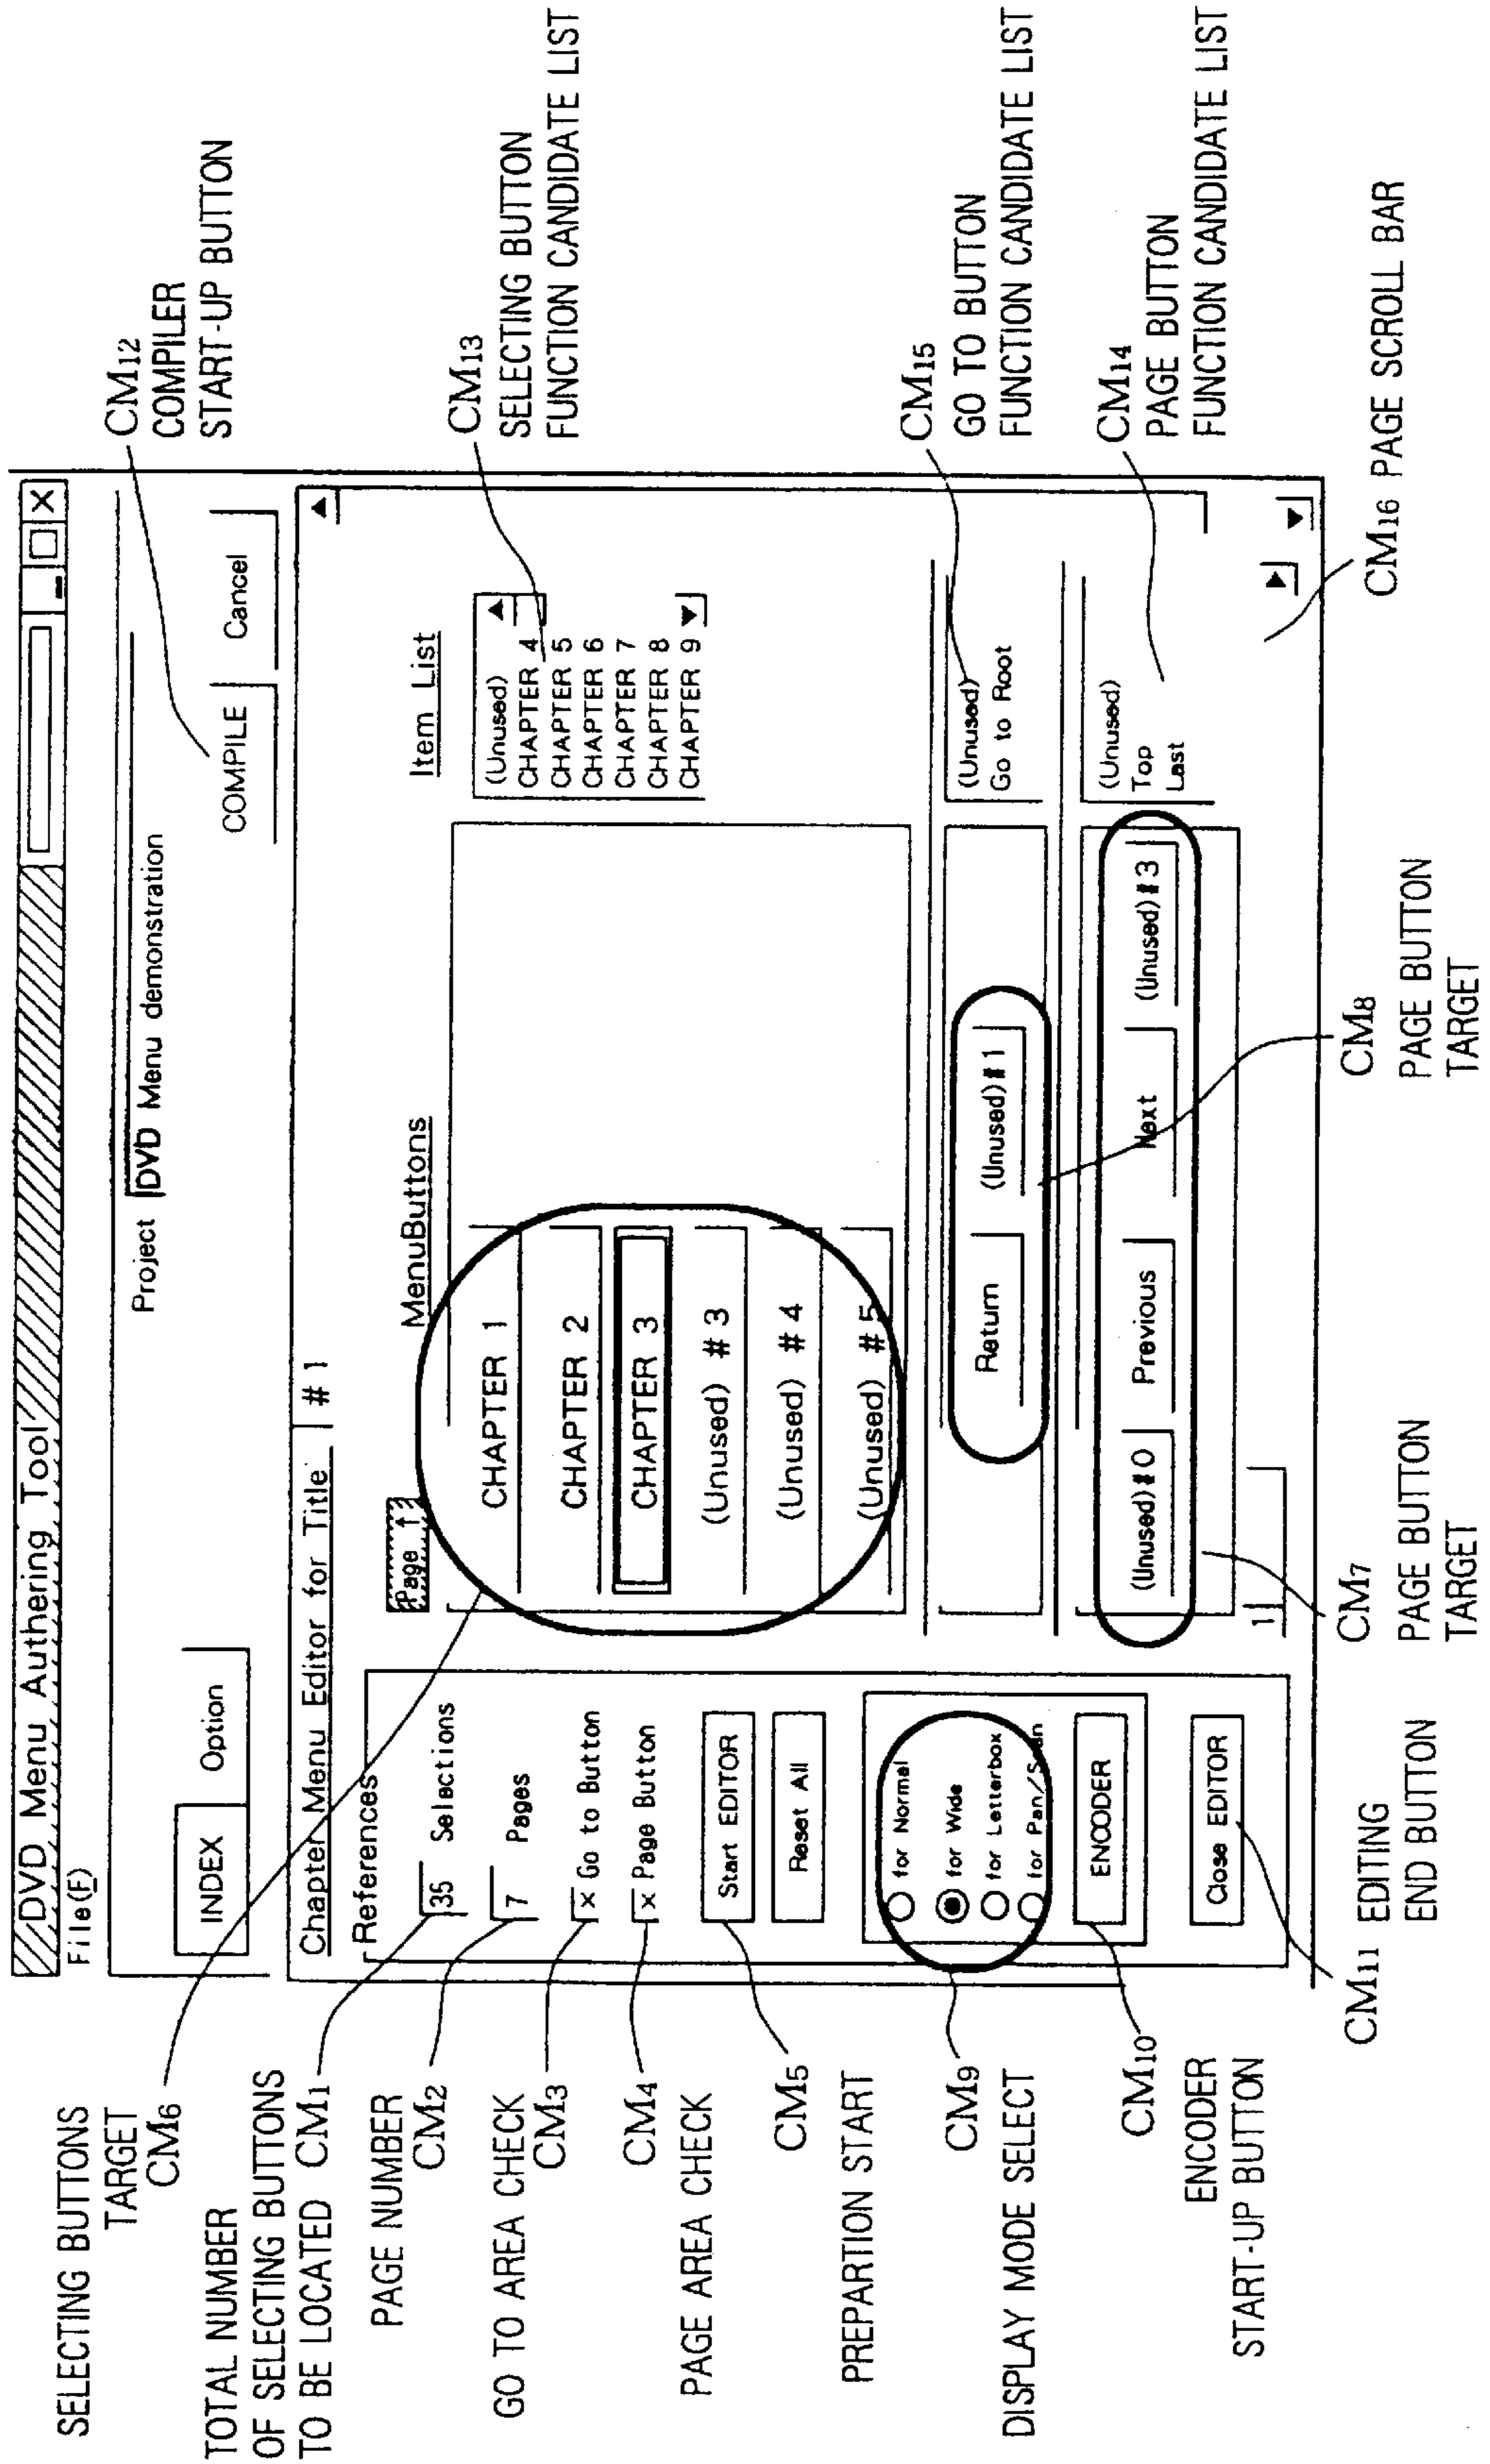 DVD Menu Authering Tool
File(F)
Project DVD Menu demonstration
INDEX
Option
COMPILE
Cancel
Chapter Menu Editor for Title # 1
References
35 Selections
7 Pages
x Go to Button
x Page Button
Start EDITOR
Reset All
for Normal
for Wide
for Letterbox
for Pan/Scan
ENCODER
Close EDITOR
Page 1
MenuButtons
CHAPTER 1
CHAPTER 2
CHAPTER 3
(Unused) #3
(Unused) #4
(Unused) #5
Return
(Unused)#1
(Unused)#0
Previous
Next
(Unused)#3
1
Item List
(Unused)
CHAPTER 4
CHAPTER 5
CHAPTER 6
CHAPTER 7
CHAPTER 8
CHAPTER 9
(Unused)
Go to Root
(Unused)
Top
Last
SELECTING BUTTONS
TARGET
CM6
TOTAL NUMBER
OF SELECTING BUTTONS
TO BE LOCATED CM1
PAGE NUMBER
CM2
GO TO AREA CHECK
CM3
CM4
PAGE AREA CHECK
CM5
PREPARTION START
CM9
DISPLAY MODE SELECT
CM10
ENCODER
START-UP BUTTON
CM11 EDITING
END BUTTON
CM7
PAGE BUTTON
TARGET
CM8
PAGE BUTTON
TARGET
CM12
COMPILER
START-UP BUTTON
CM13
SELECTING BUTTON
FUNCTION CANDIDATE LIST
CM15
GO TO BUTTON
FUNCTION CANDIDATE LIST
CM14
PAGE BUTTON
FUNCTION CANDIDATE LIST
CM16 PAGE SCROLL BAR